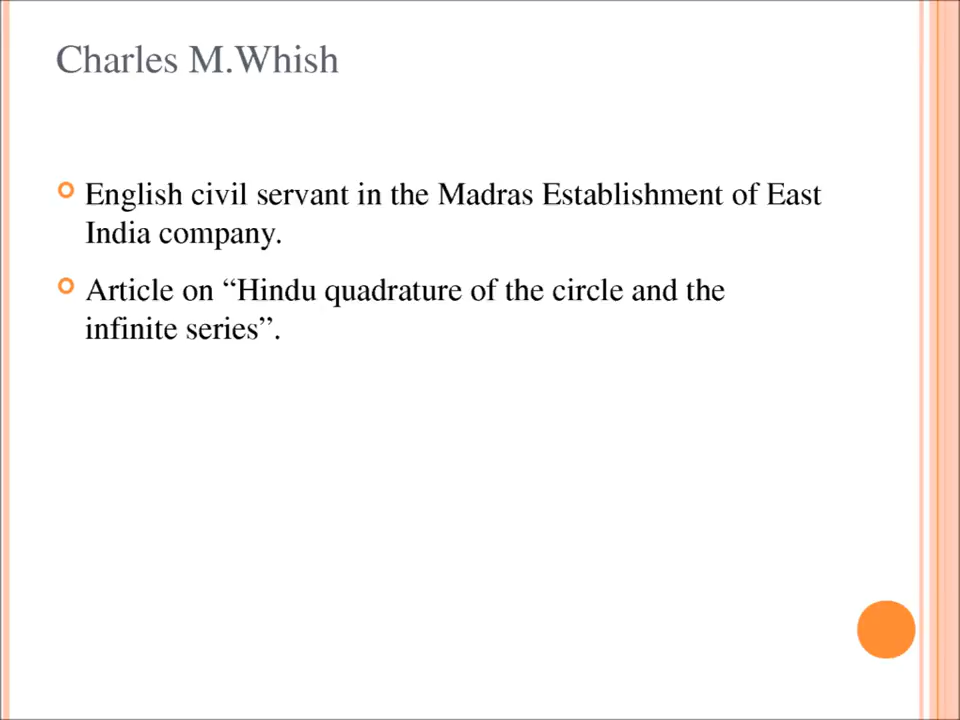 Charles M.Whish
English civil servant in the Madras Establishment of East
India company.
Article on “Hindu quadrature of the circle and the
infinite series”.